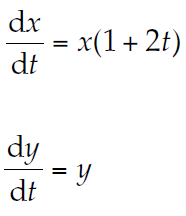 dx/dt = x(1 + 2t)
dy/dt = y